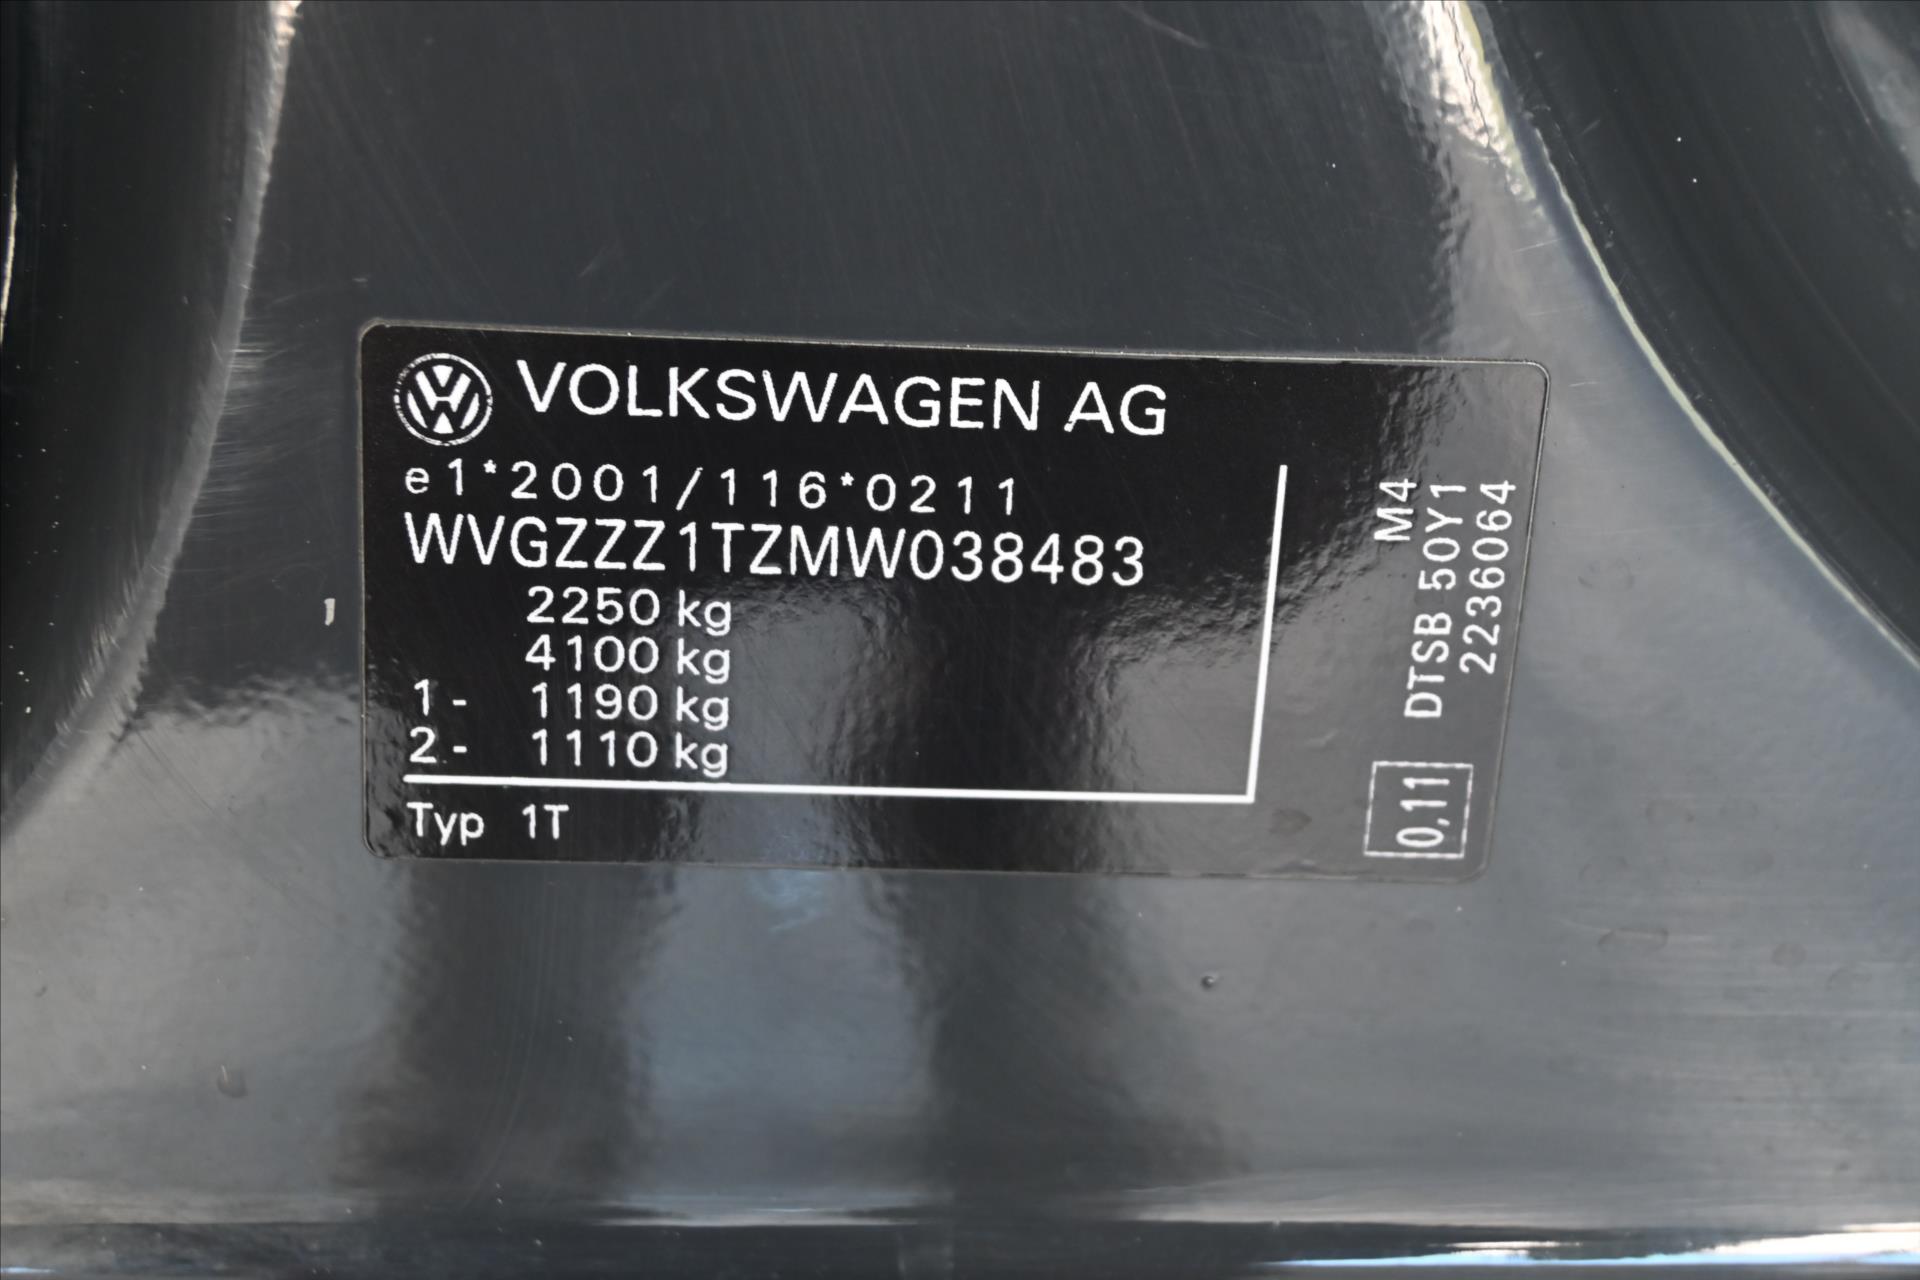 VOLKSWAGEN AG
e1*2001/116*0211
WVGZZZ1TZMW038483
2250 kg
4100 kg
1- 1190 kg
2- 1110 kg
Typ 1T
M4
DTSB 50Y1
2236064
0,11